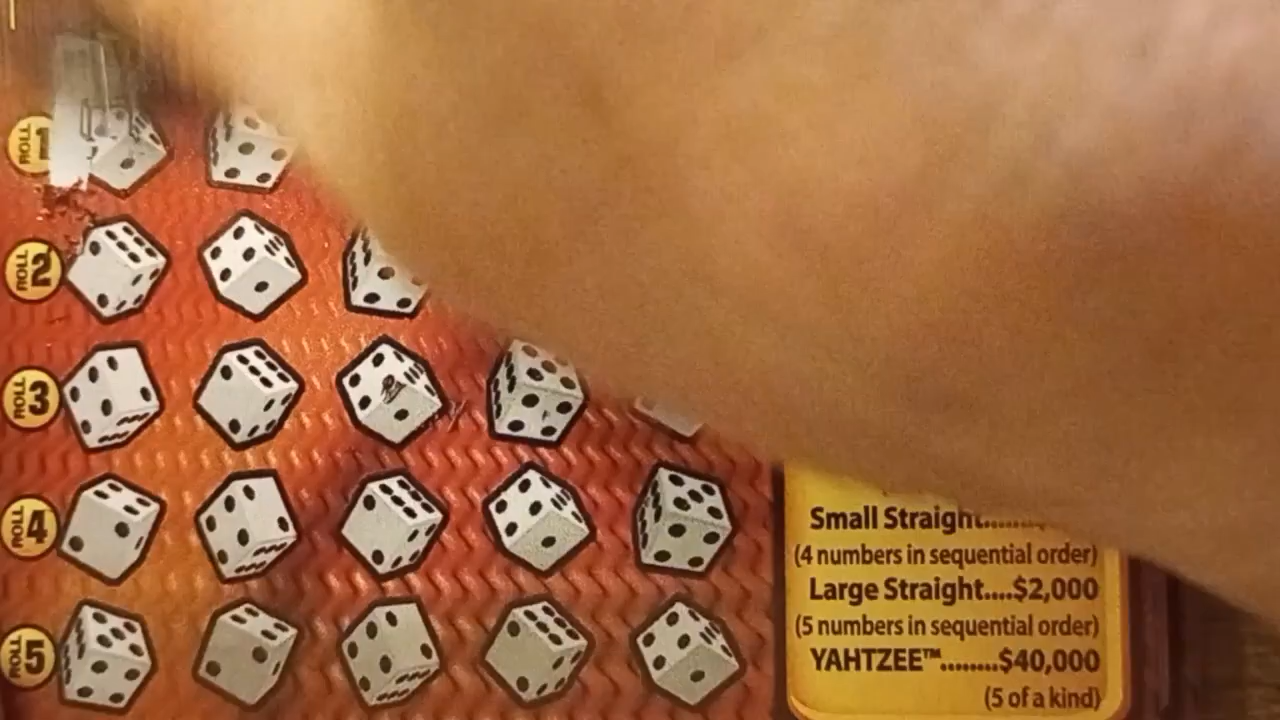 ROLL 1
ROLL 2
ROLL 3
ROLL 4
ROLL 5
Small Straight......
(4 numbers in sequential order)
Large Straight....$2,000
(5 numbers in sequential order)
YAHTZEE™........$40,000
(5 of a kind)